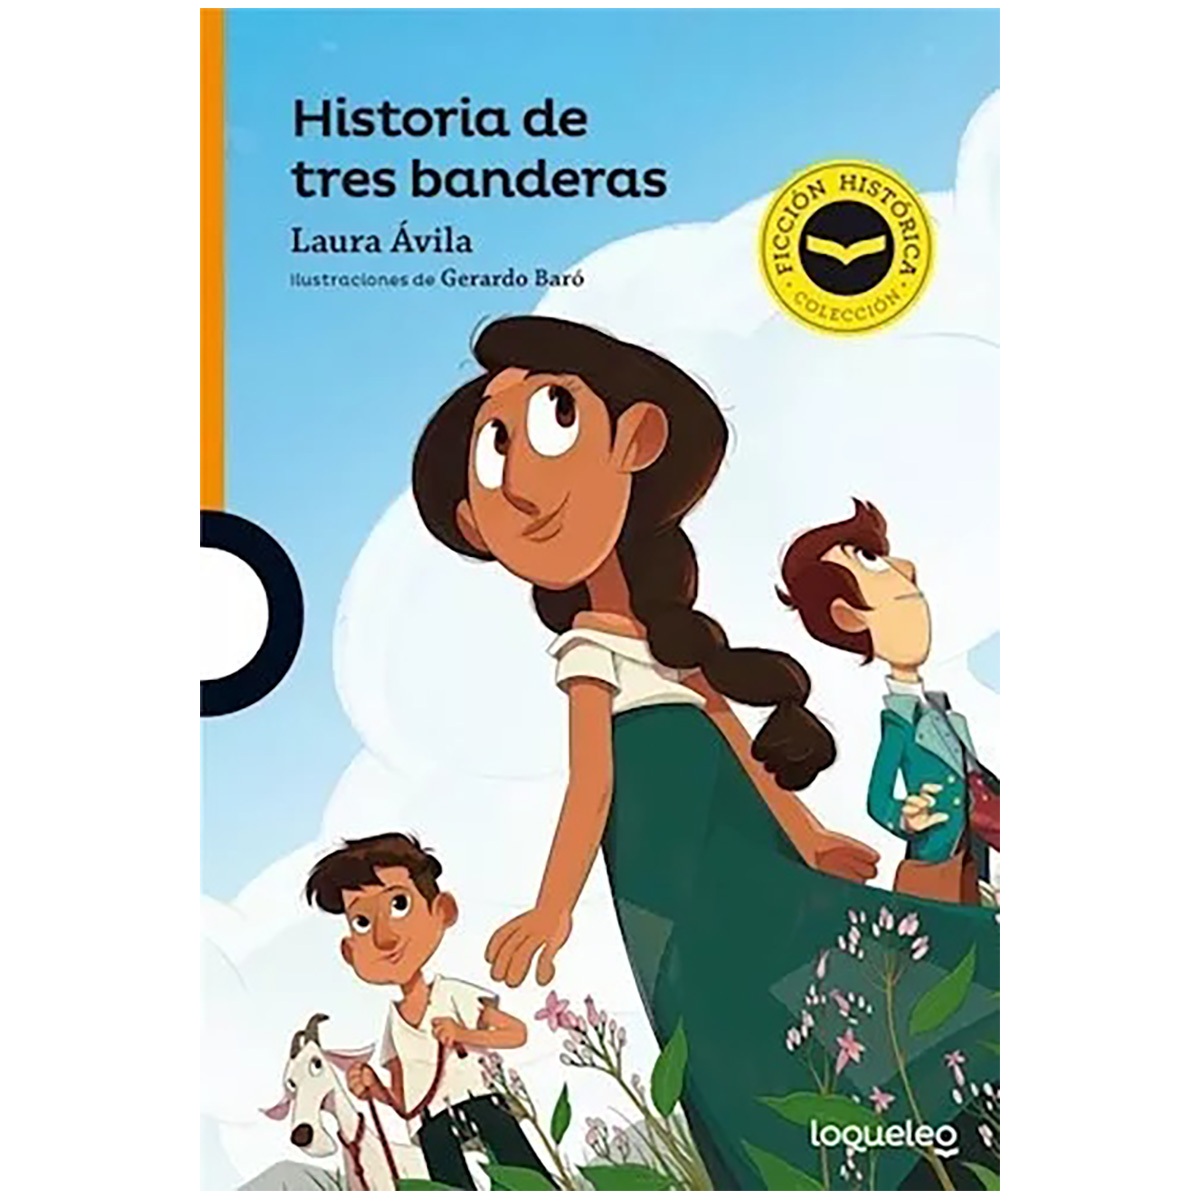 Historia de
tres banderas
Laura Ávila
Ilustraciones de Gerardo Baró
FICCIÓN HISTÓRICA
· COLECCIÓN ·
loqueleo